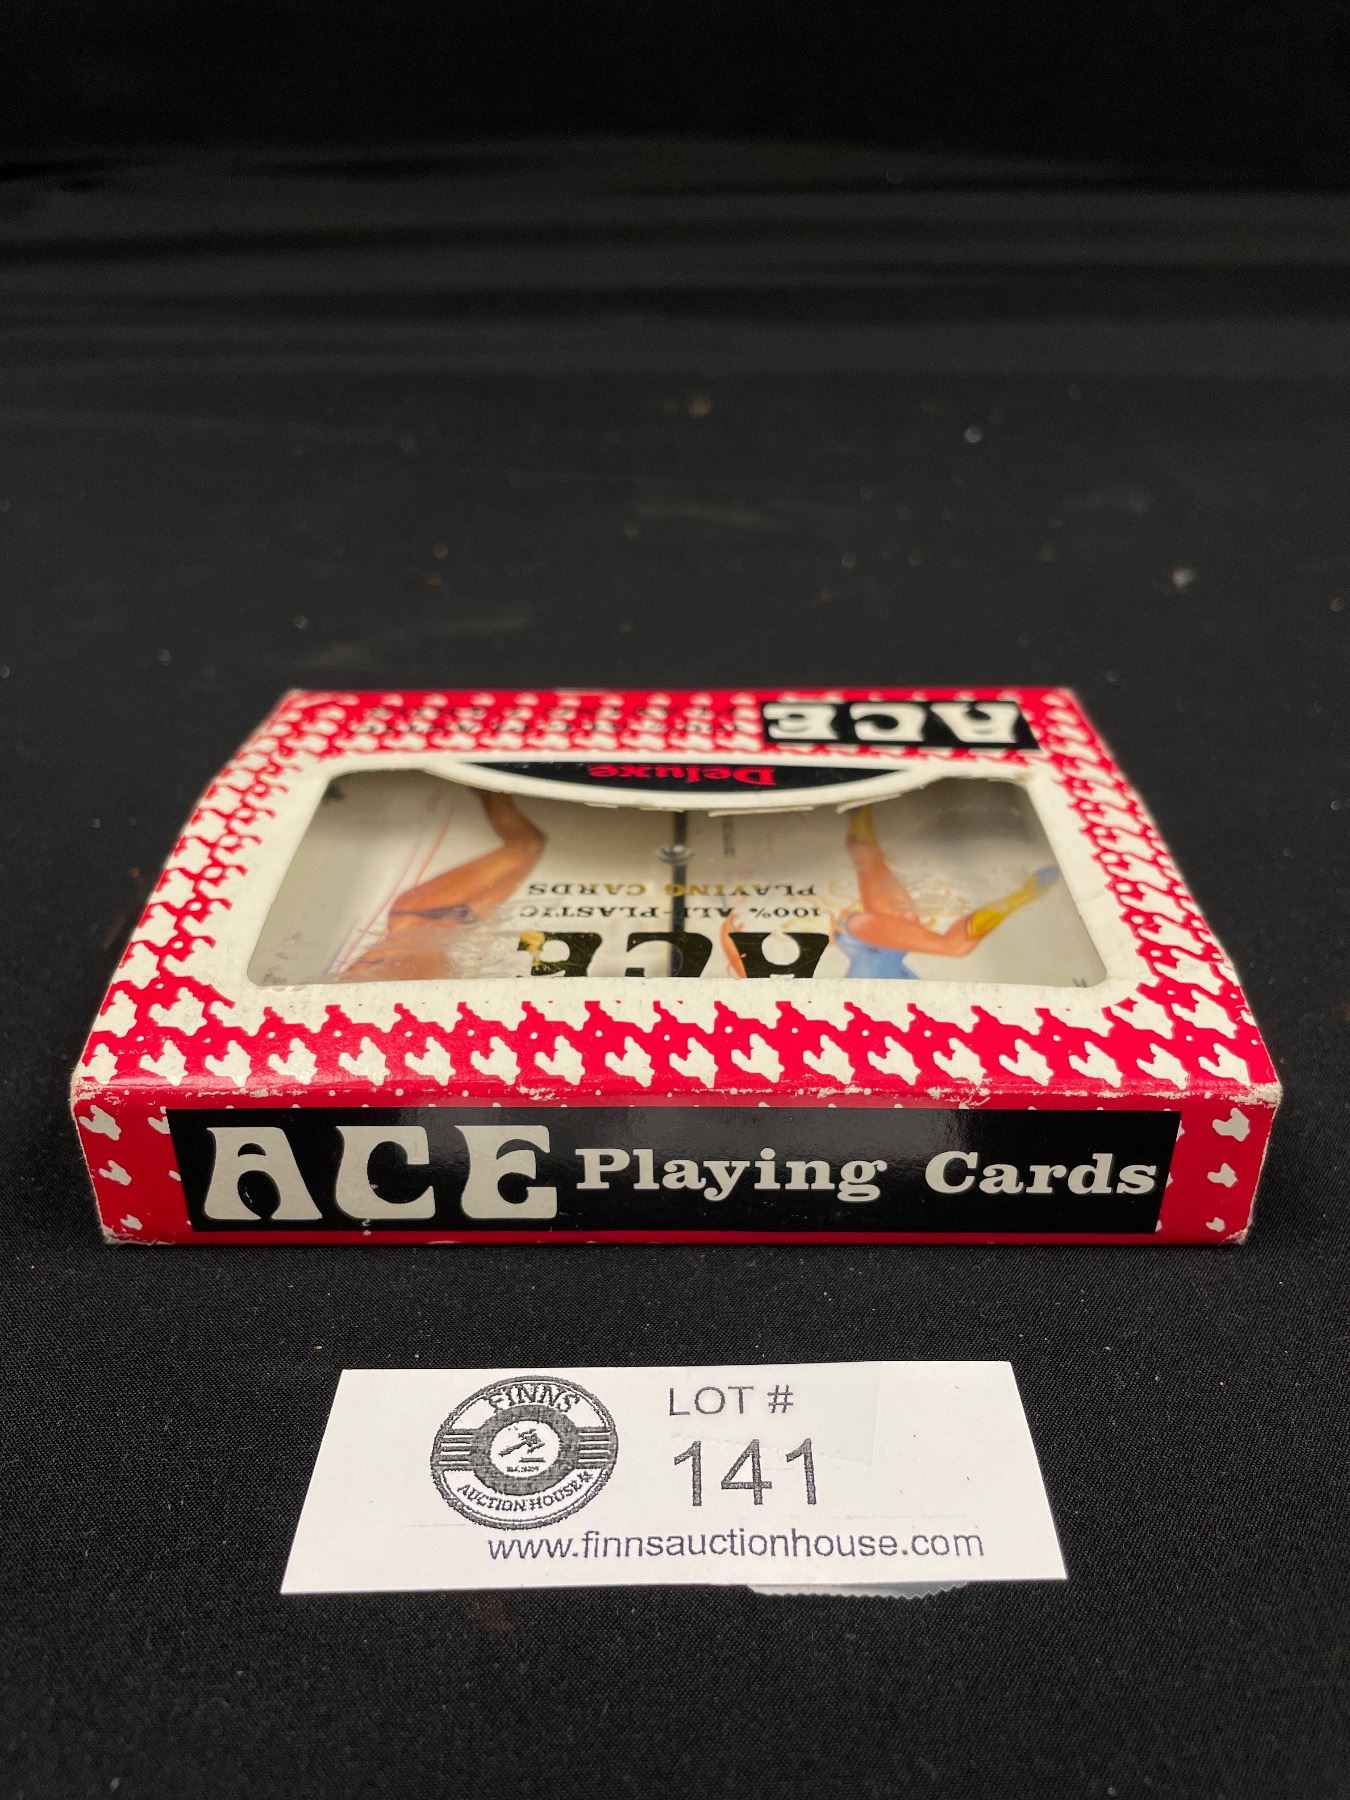 ACE
Deluxe
PLAYING CARDS
100% ALL-PLASTIC
ACE
ACE Playing Cards
FINNS
AUCTION HOUSE
LOT #
141
www.finnsauctionhouse.com